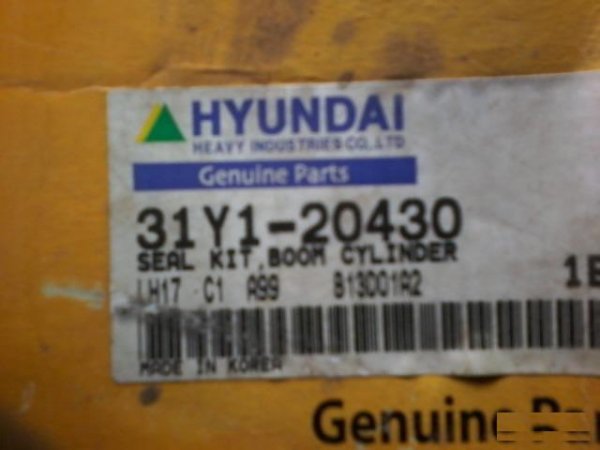 HYUNDAI
HEAVY INDUSTRIES CO.,LTD
Genuine Parts
31Y1-20430
SEAL KIT,BOOM CYLINDER
LH17 C1 A99 B13D01A2
MADE IN KOREA
Genuine